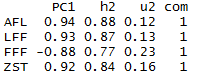 PC1 h2 u2 com
AFL 0.94 0.88 0.12 1
LFF 0.93 0.87 0.13 1
FFF -0.88 0.77 0.23 1
ZST 0.92 0.84 0.16 1